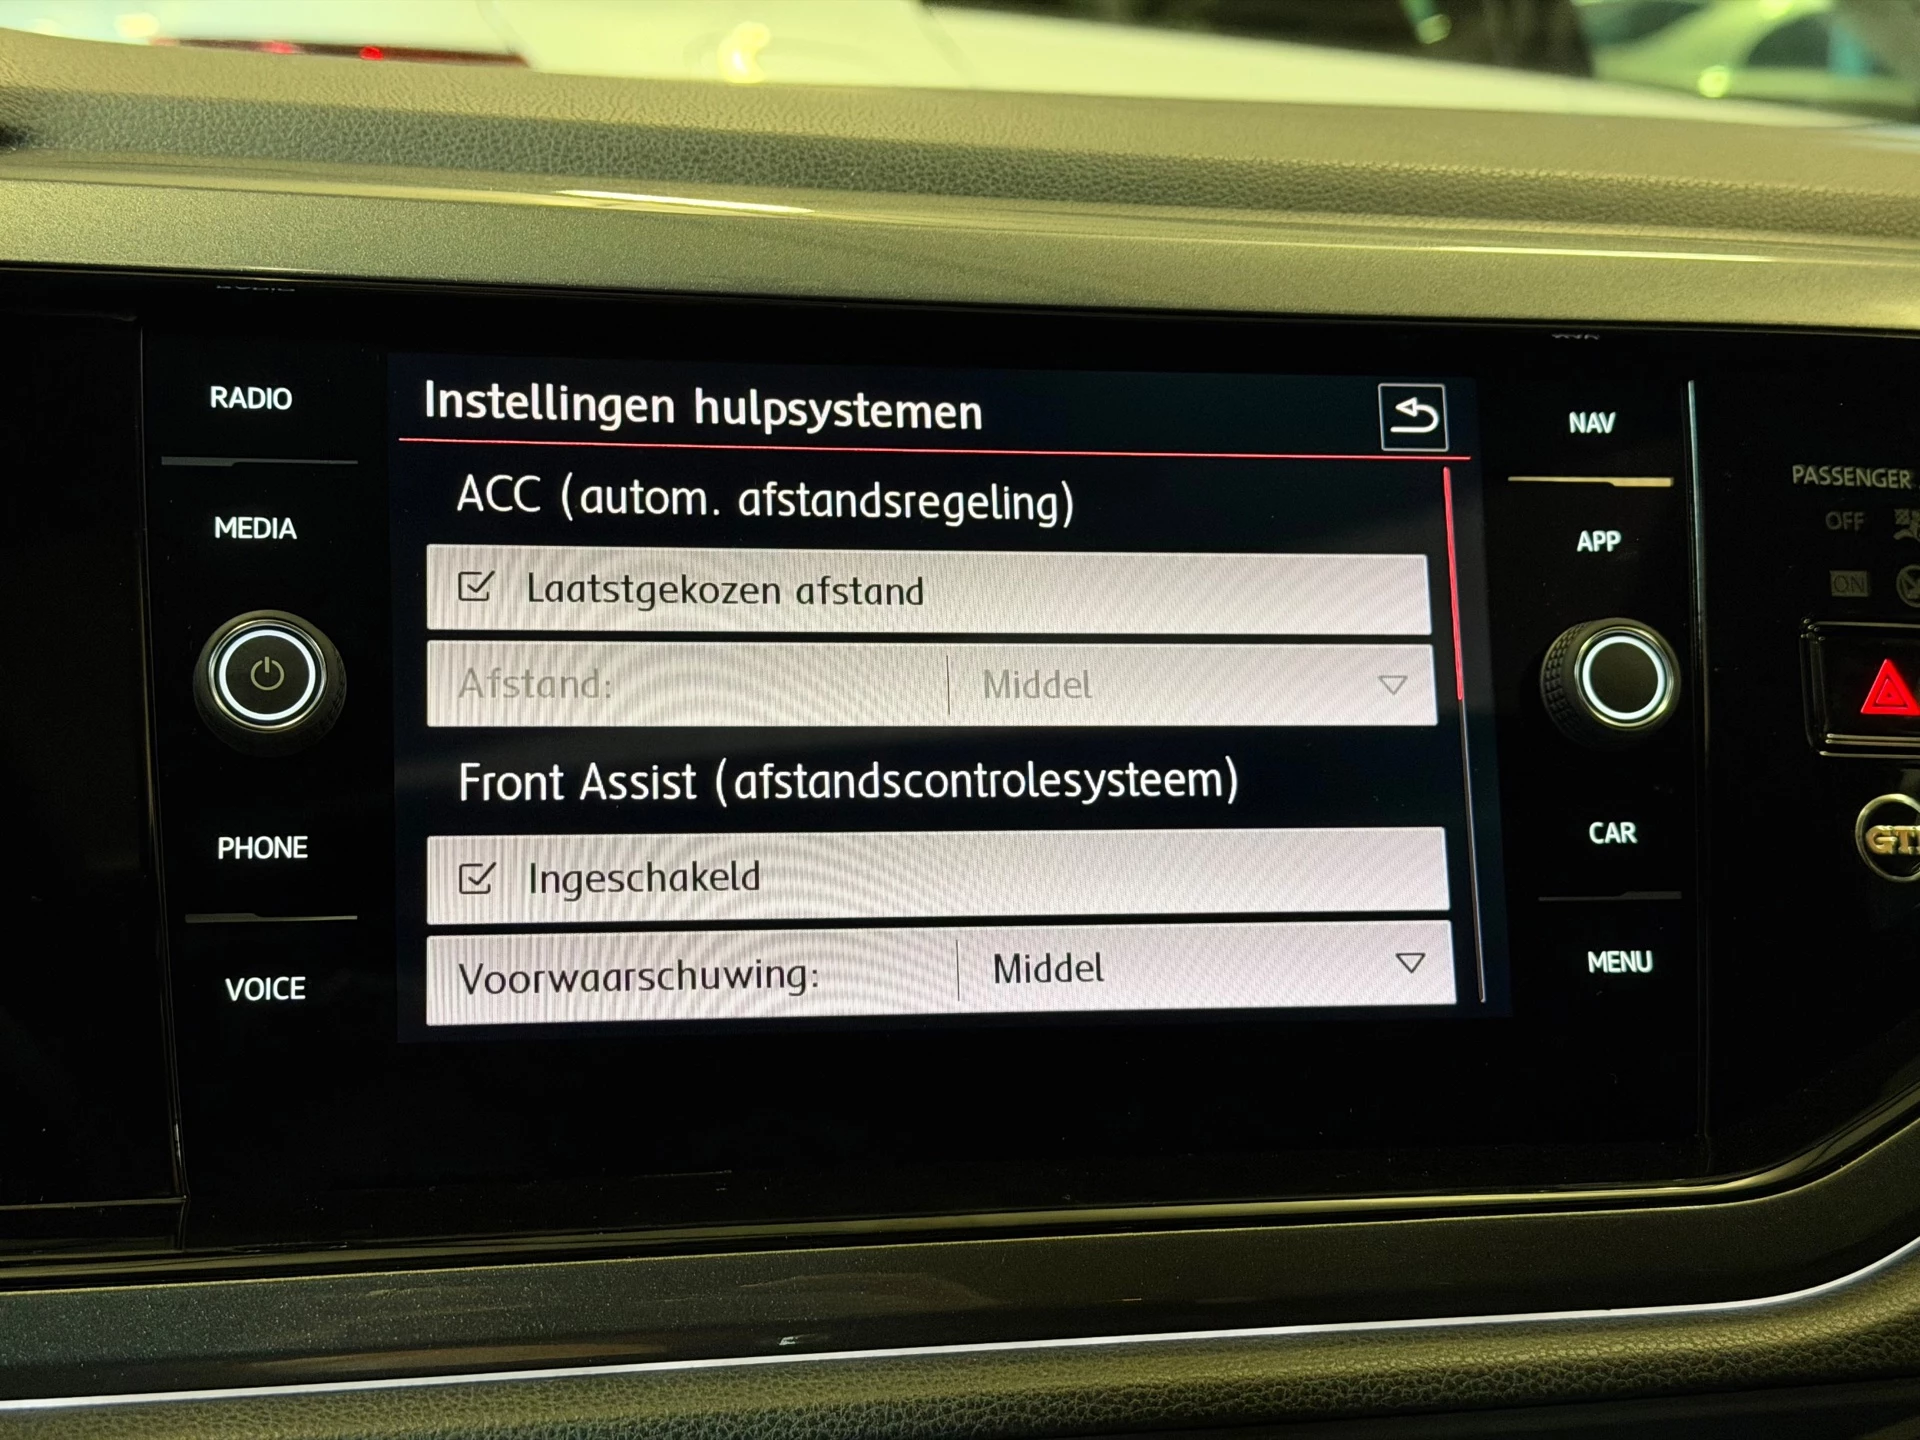 RADIO
MEDIA
PHONE
VOICE
Instellingen hulpsystemen
ACC (autom. afstandsregeling)
Laatstgekozen afstand
Afstand: Middel
Front Assist (afstandscontrolesysteem)
Ingeschakeld
Voorwaarschuwing: Middel
NAV
APP
CAR
MENU
PASSENGER
OFF
ON